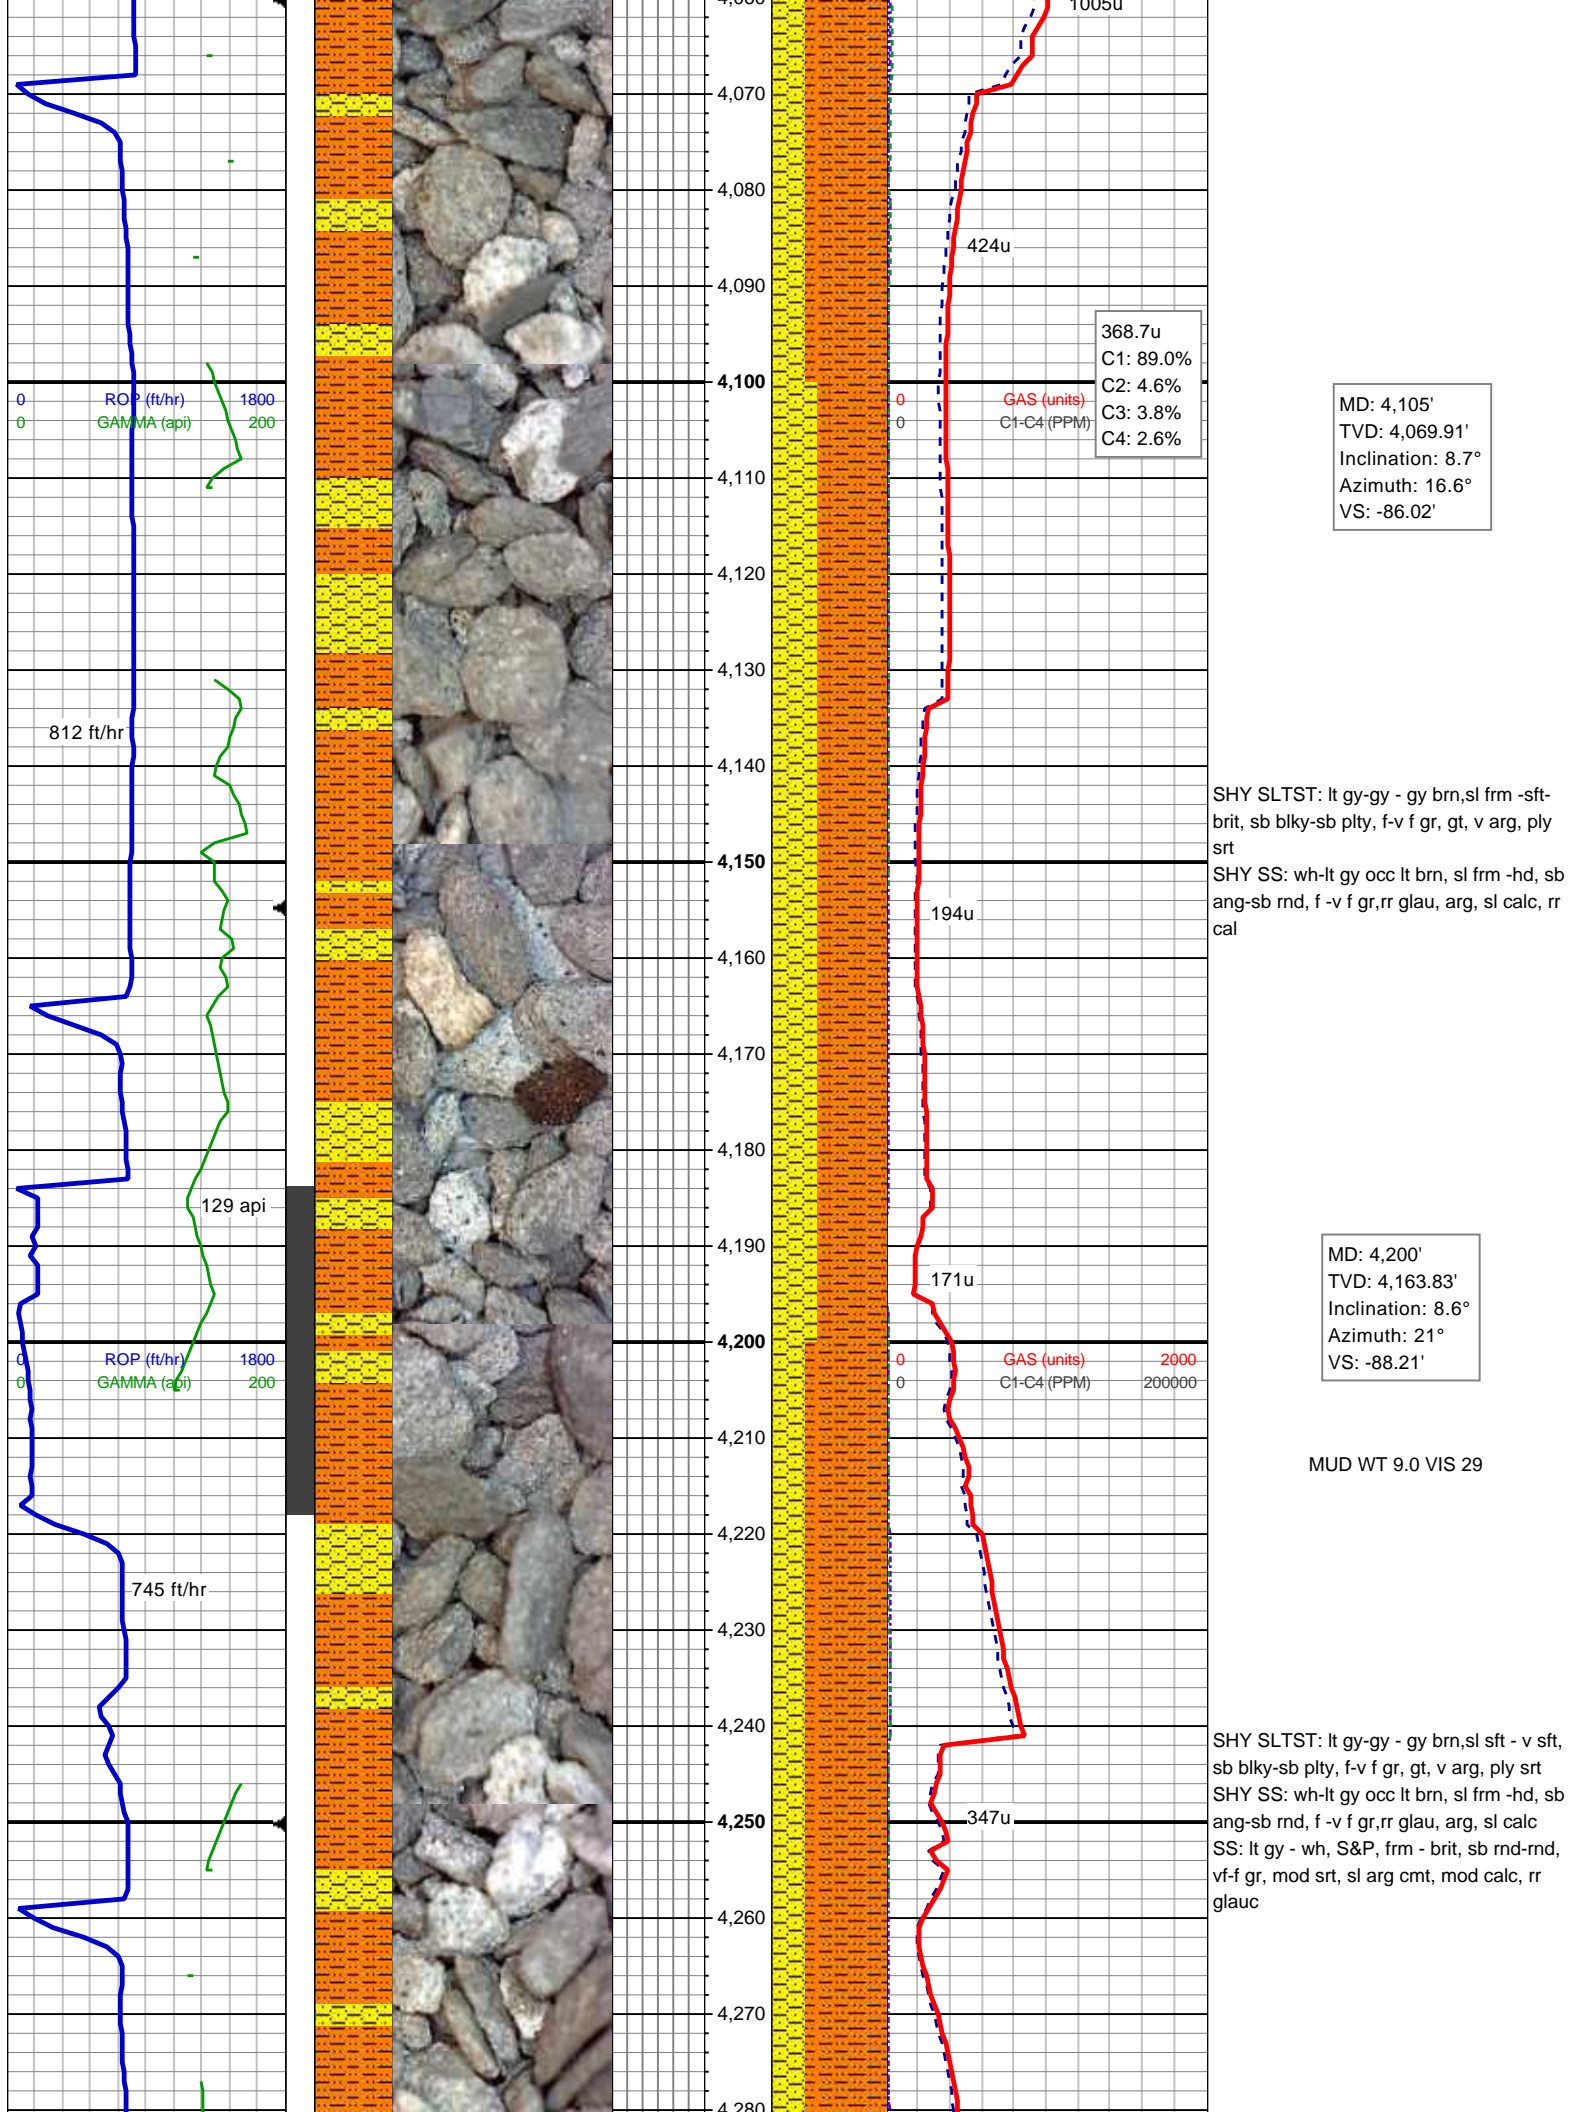 4,060
1005u
4,070
4,080
424u
4,090
368.7u
C1: 89.0%
C2: 4.6%
C3: 3.8%
C4: 2.6%
4,100
0 ROP (ft/hr) 1800
0 GAMMA (api) 200
0 GAS (units)
0 C1-C4 (PPM)
MD: 4,105'
TVD: 4,069.91'
Inclination: 8.7°
Azimuth: 16.6°
VS: -86.02'
4,110
4,120
4,130
812 ft/hr
4,140
SHY SLTST: lt gy-gy - gy brn,sl frm -sft-
brit, sb blky-sb plty, f-v f gr, gt, v arg, ply
srt
SHY SS: wh-lt gy occ lt brn, sl frm -hd, sb
ang-sb rnd, f -v f gr,rr glau, arg, sl calc, rr
cal
4,150
194u
4,160
4,170
4,180
129 api
4,190
171u
MD: 4,200'
TVD: 4,163.83'
Inclination: 8.6°
Azimuth: 21°
VS: -88.21'
4,200
0 ROP (ft/hr) 1800
0 GAMMA (api) 200
0 GAS (units) 2000
0 C1-C4 (PPM) 200000
4,210
MUD WT 9.0 VIS 29
4,220
745 ft/hr
4,230
4,240
SHY SLTST: lt gy-gy - gy brn,sl sft - v sft,
sb blky-sb plty, f-v f gr, gt, v arg, ply srt
SHY SS: wh-lt gy occ lt brn, sl frm -hd, sb
ang-sb rnd, f -v f gr,rr glau, arg, sl calc
SS: lt gy - wh, S&P, frm - brit, sb rnd-rnd,
vf-f gr, mod srt, sl arg cmt, mod calc, rr
glauc
4,250
347u
4,260
4,270
4,280